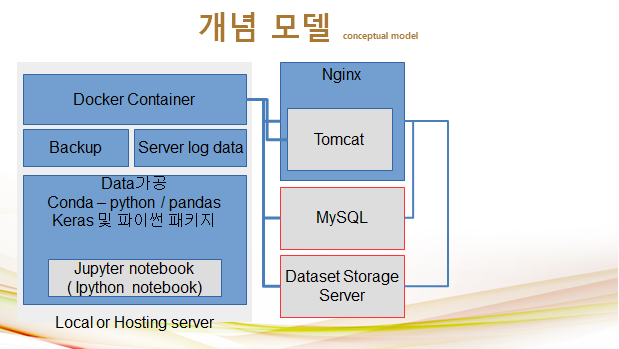 개념 모델 conceptual model
Docker Container
Backup
Server log data
Data가공
Conda – python / pandas
Keras 및 파이썬 패키지
Jupyter notebook
( Ipython notebook)
Local or Hosting server
Nginx
Tomcat
MySQL
Dataset Storage
Server